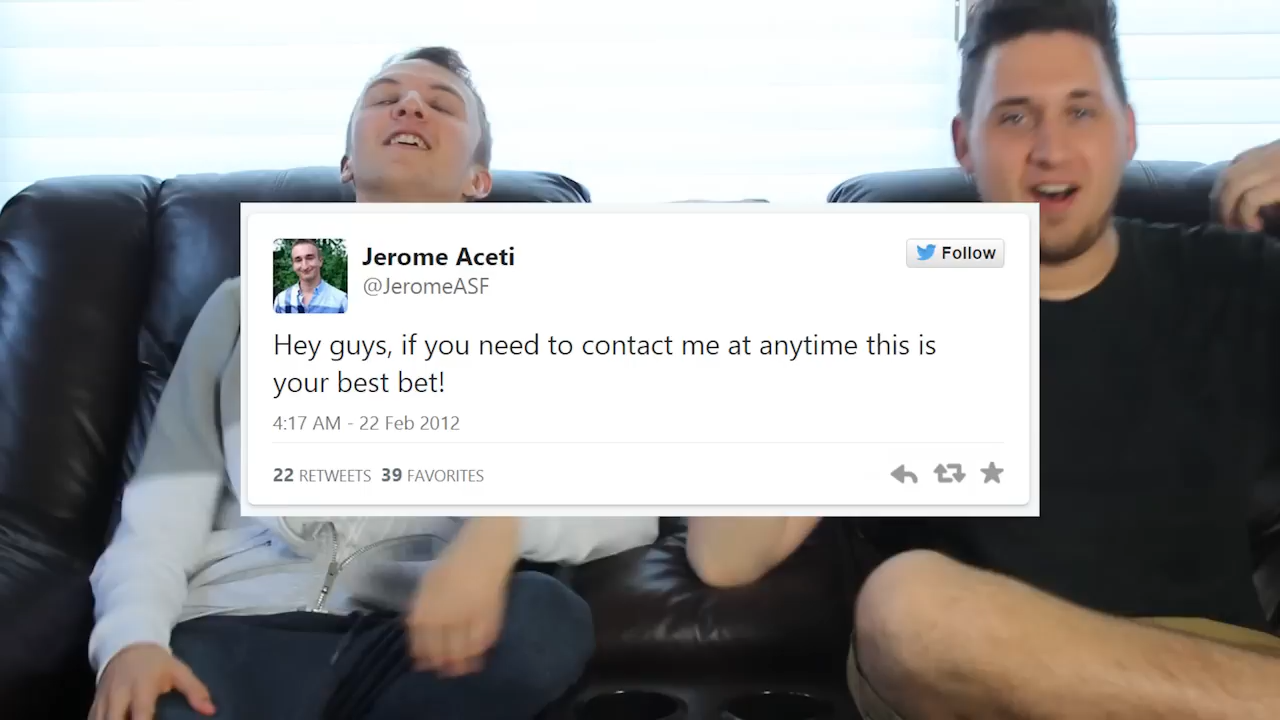 Jerome Aceti
@JeromeASF
Follow
Hey guys, if you need to contact me at anytime this is
your best bet!
4:17 AM - 22 Feb 2012
22 RETWEETS 39 FAVORITES